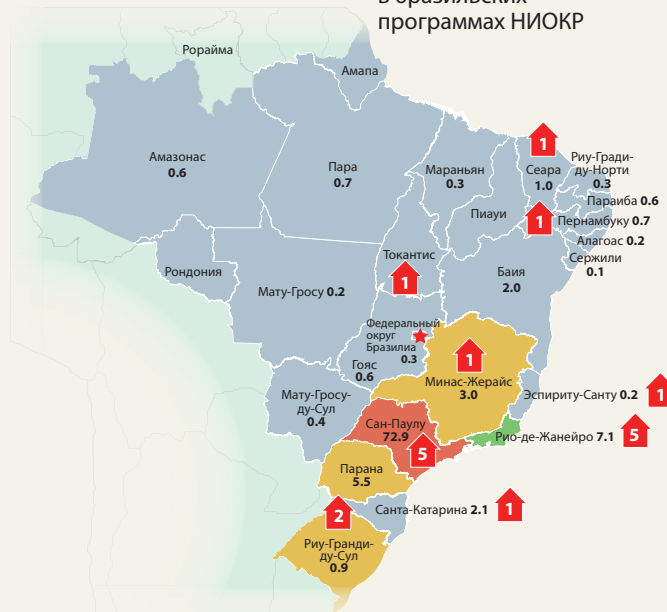 в бразильских
программах НИОКР
Рорайма
Амапа
Амазонас
0.6
Пара
0.7
Мараньян
0.3
1
Сеара
1.0
Риу-Гради-
ду-Норти
0.3
Параиба 0.6
Пиауи
1
Пернамбуку 0.7
Алагоас 0.2
Сержили
0.1
Рондония
Токантис
1
Баия
2.0
Мату-Гросу 0.2
Федеральный
округ
Бразилиа
0.3
Гояс
0.6
1
Минас-Жерайс
3.0
Мату-Гросу-
ду-Сул
0.4
Эспириту-Санту 0.2
1
Сан-Паулу
72.9
5
Рио-де-Жанейро 7.1
5
Парана
5.5
2
Санта-Катарина 2.1
1
Риу-Гранди-
ду-Сул
0.9